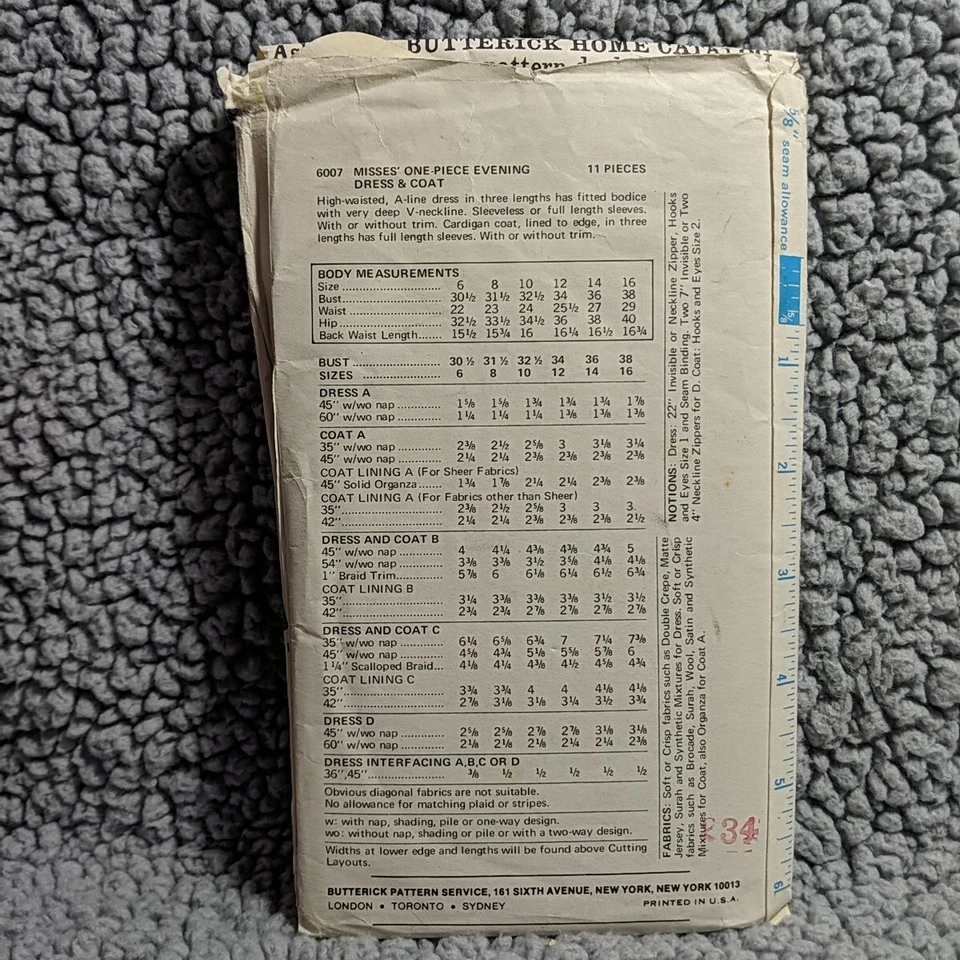 BUTTERICK HOME CATALOG
pattern
6007 MISSES' ONE-PIECE EVENING 11 PIECES
DRESS & COAT
High-waisted, A-line dress in three lengths has fitted bodice
with very deep V-neckline. Sleeveless or full length sleeves.
With or without trim. Cardigan coat, lined to edge, in three
lengths has full length sleeves. With or without trim.
BODY MEASUREMENTS
Size ................ 6 8 10 12 14 16
Bust ................ 30½ 31½ 32½ 34 36 38
Waist ................ 22 23 24 25½ 27 29
Hip ................ 32½ 33½ 34½ 36 38 40
Back Waist Length....... 15½ 15¾ 16 16¼ 16½ 16¾
BUST ................ 30 ½ 31 ½ 32 ½ 34 36 38
SIZES ................ 6 8 10 12 14 16
DRESS A
45" w/wo nap ............. 1⅝ 1⅝ 1¾ 1¾ 1¾ 1⅞
60" w/wo nap ............. 1¼ 1¼ 1¼ 1⅜ 1⅜ 1⅜
COAT A
35" w/wo nap ............. 2⅜ 2½ 2⅝ 3 3⅛ 3¼
45" w/wo nap ............. 2¼ 2¼ 2⅜ 2⅜ 2⅜ 2⅜
COAT LINING A (For Sheer Fabrics)
45" Solid Organza........ 1¾ 1⅞ 2¼ 2¼ 2⅜ 2⅜
COAT LINING A (For Fabrics other than Sheer)
35"............................ 2⅜ 2½ 2⅝ 3 3 3
42"............................ 2¼ 2¼ 2⅜ 2⅜ 2⅜ 2½
DRESS AND COAT B
45" w/wo nap ............. 4 4¼ 4⅜ 4⅜ 4¾ 5
54" w/wo nap ............. 3⅜ 3⅜ 3½ 3⅝ 4⅛ 4⅛
1" Braid Trim.............. 5⅞ 6 6⅛ 6¼ 6½ 6¾
COAT LINING B
35"............................ 3¼ 3⅜ 3⅜ 3⅜ 3½ 3½
42"............................ 2¾ 2¾ 2⅞ 2⅞ 2⅞ 2⅞
DRESS AND COAT C
35" w/wo nap ............. 6¼ 6⅝ 6¾ 7 7¼ 7⅜
45" w/wo nap ............. 4⅝ 4¾ 5⅛ 5⅝ 5⅞ 6
1¼" Scalloped Braid... 4⅛ 4¼ 4⅜ 4½ 4⅝ 4¾
COAT LINING C
35"............................ 3¾ 3¾ 4 4 4⅛ 4⅛
42"............................ 2⅞ 3⅛ 3⅛ 3¼ 3½ 3¾
DRESS D
45" w/wo nap ............. 2⅝ 2⅝ 2⅞ 2⅞ 3⅛ 3⅛
60" w/wo nap ............. 2⅛ 2⅛ 2⅛ 2¼ 2¼ 2⅜
DRESS INTERFACING A,B,C OR D
36",45"...................... ⅜ ½ ½ ½ ½ ½
Obvious diagonal fabrics are not suitable.
No allowance for matching plaid or stripes.
w: with nap, shading, pile or one-way design.
wo: without nap, shading or pile or with a two-way design.
Widths at lower edge and lengths will be found above Cutting
Layouts.
BUTTERICK PATTERN SERVICE, 161 SIXTH AVENUE, NEW YORK, NEW YORK 10013
LONDON • TORONTO • SYDNEY PRINTED IN U.S.A.
NOTIONS: Dress: 22" Invisible or Neckline Zipper, Hooks
and Eyes Size 1 and Seam Binding. Two 7" Invisible or Two
4" Neckline Zippers for D. Coat: Hooks and Eyes Size 2.
FABRICS: Soft or Crisp fabrics such as Double Crepe, Matte
Jersey, Surah and Synthetic Mixtures for Dress. Soft or Crisp
fabrics such as Brocade, Surah, Wool, Satin and Synthetic
Mixtures for Coat, also Organza for Coat A.
34
5/8" seam allowance
5/8
1
2
3
4
5
6